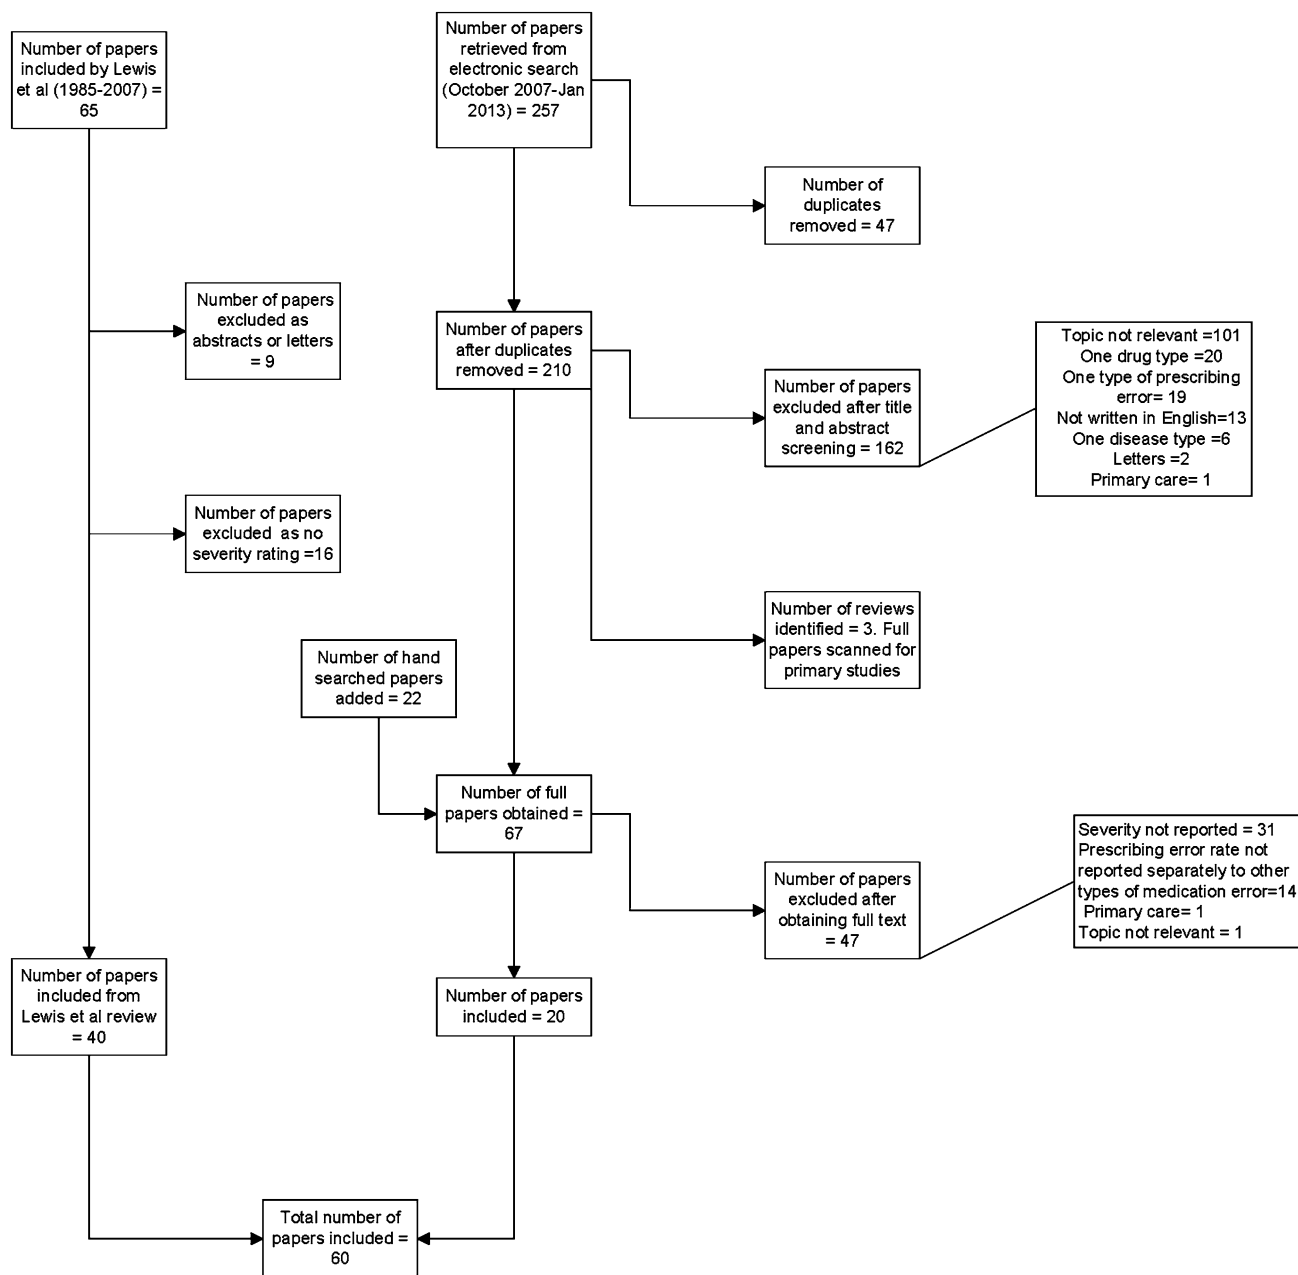 Number of papers
included by Lewis
et al (1985-2007) =
65
Number of papers
retrieved from
electronic search
(October 2007-Jan
2013) = 257
Number of
duplicates
removed = 47
Number of papers
excluded as
abstracts or letters
= 9
Number of papers
after duplicates
removed = 210
Number of papers
excluded after title
and abstract
screening = 162
Topic not relevant =101
One drug type =20
One type of prescribing
error= 19
Not written in English=13
One disease type =6
Letters =2
Primary care= 1
Number of papers
excluded as no
severity rating =16
Number of reviews
identified = 3. Full
papers scanned for
primary studies
Number of hand
searched papers
added = 22
Number of full
papers obtained =
67
Number of papers
excluded after
obtaining full text
= 47
Severity not reported = 31
Prescribing error rate not
reported separately to other
types of medication error=14
Primary care= 1
Topic not relevant = 1
Number of papers
included from
Lewis et al review
= 40
Number of papers
included = 20
Total number of
papers included =
60